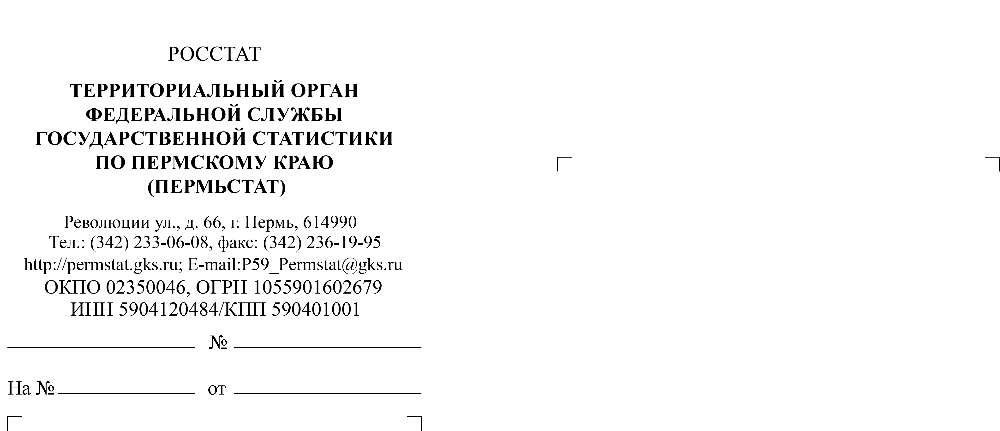 РОССТАТ
ТЕРРИТОРИАЛЬНЫЙ ОРГАН
ФЕДЕРАЛЬНОЙ СЛУЖБЫ
ГОСУДАРСТВЕННОЙ СТАТИСТИКИ
ПО ПЕРМСКОМУ КРАЮ
(ПЕРМЬСТАТ)
Революции ул., д. 66, г. Пермь, 614990
Тел.: (342) 233-06-08, факс: (342) 236-19-95
http://permstat.gks.ru; E-mail:P59_Permstat@gks.ru
ОКПО 02350046, ОГРН 1055901602679
ИНН 5904120484/КПП 590401001
№
На № от